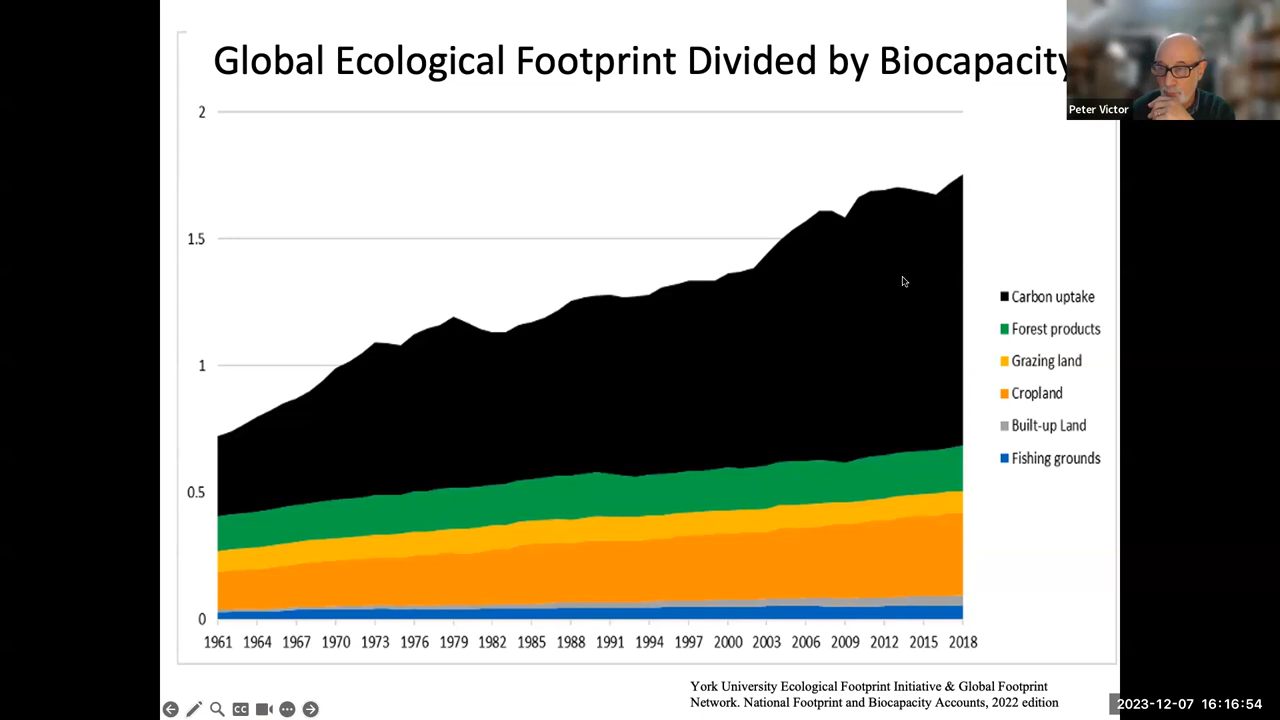 Global Ecological Footprint Divided by Biocapacity
Peter Victor
2
1.5
1
0.5
0
1961 1964 1967 1970 1973 1976 1979 1982 1985 1988 1991 1994 1997 2000 2003 2006 2009 2012 2015 2018
Carbon uptake
Forest products
Grazing land
Cropland
Built-up Land
Fishing grounds
York University Ecological Footprint Initiative & Global Footprint
Network. National Footprint and Biocapacity Accounts, 2022 edition
CC
2023-12-07 16:16:54